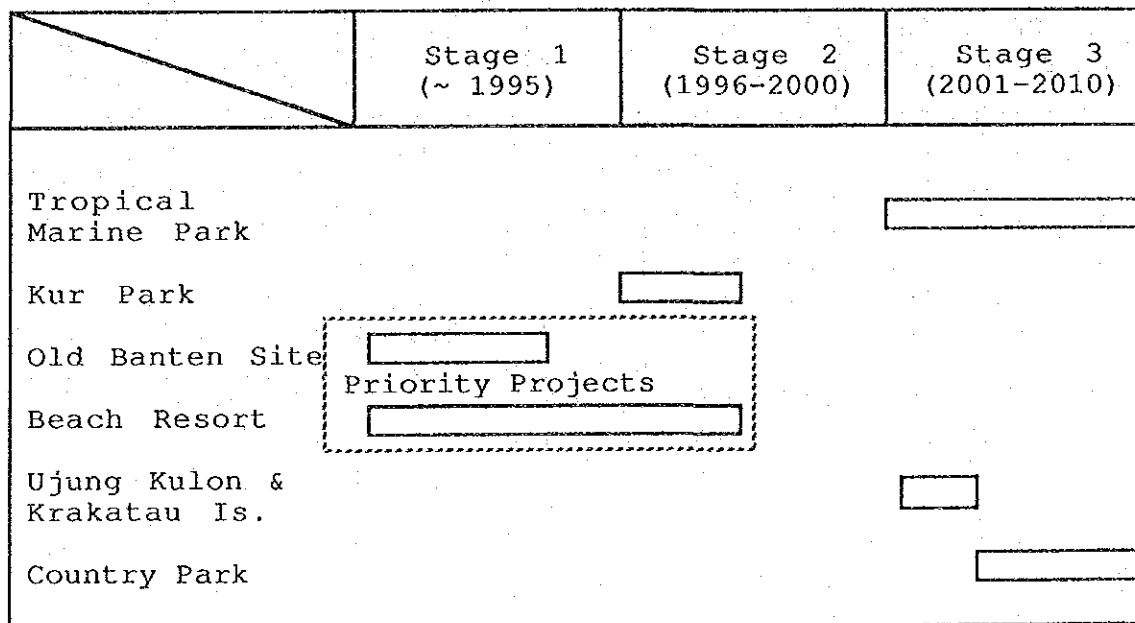 Stage 1
(~ 1995)
Stage 2
(1996-2000)
Stage 3
(2001-2010)
Tropical
Marine Park
Kur Park
Old Banten Site
Priority Projects
Beach Resort
Ujung Kulon &
Krakatau Is.
Country Park